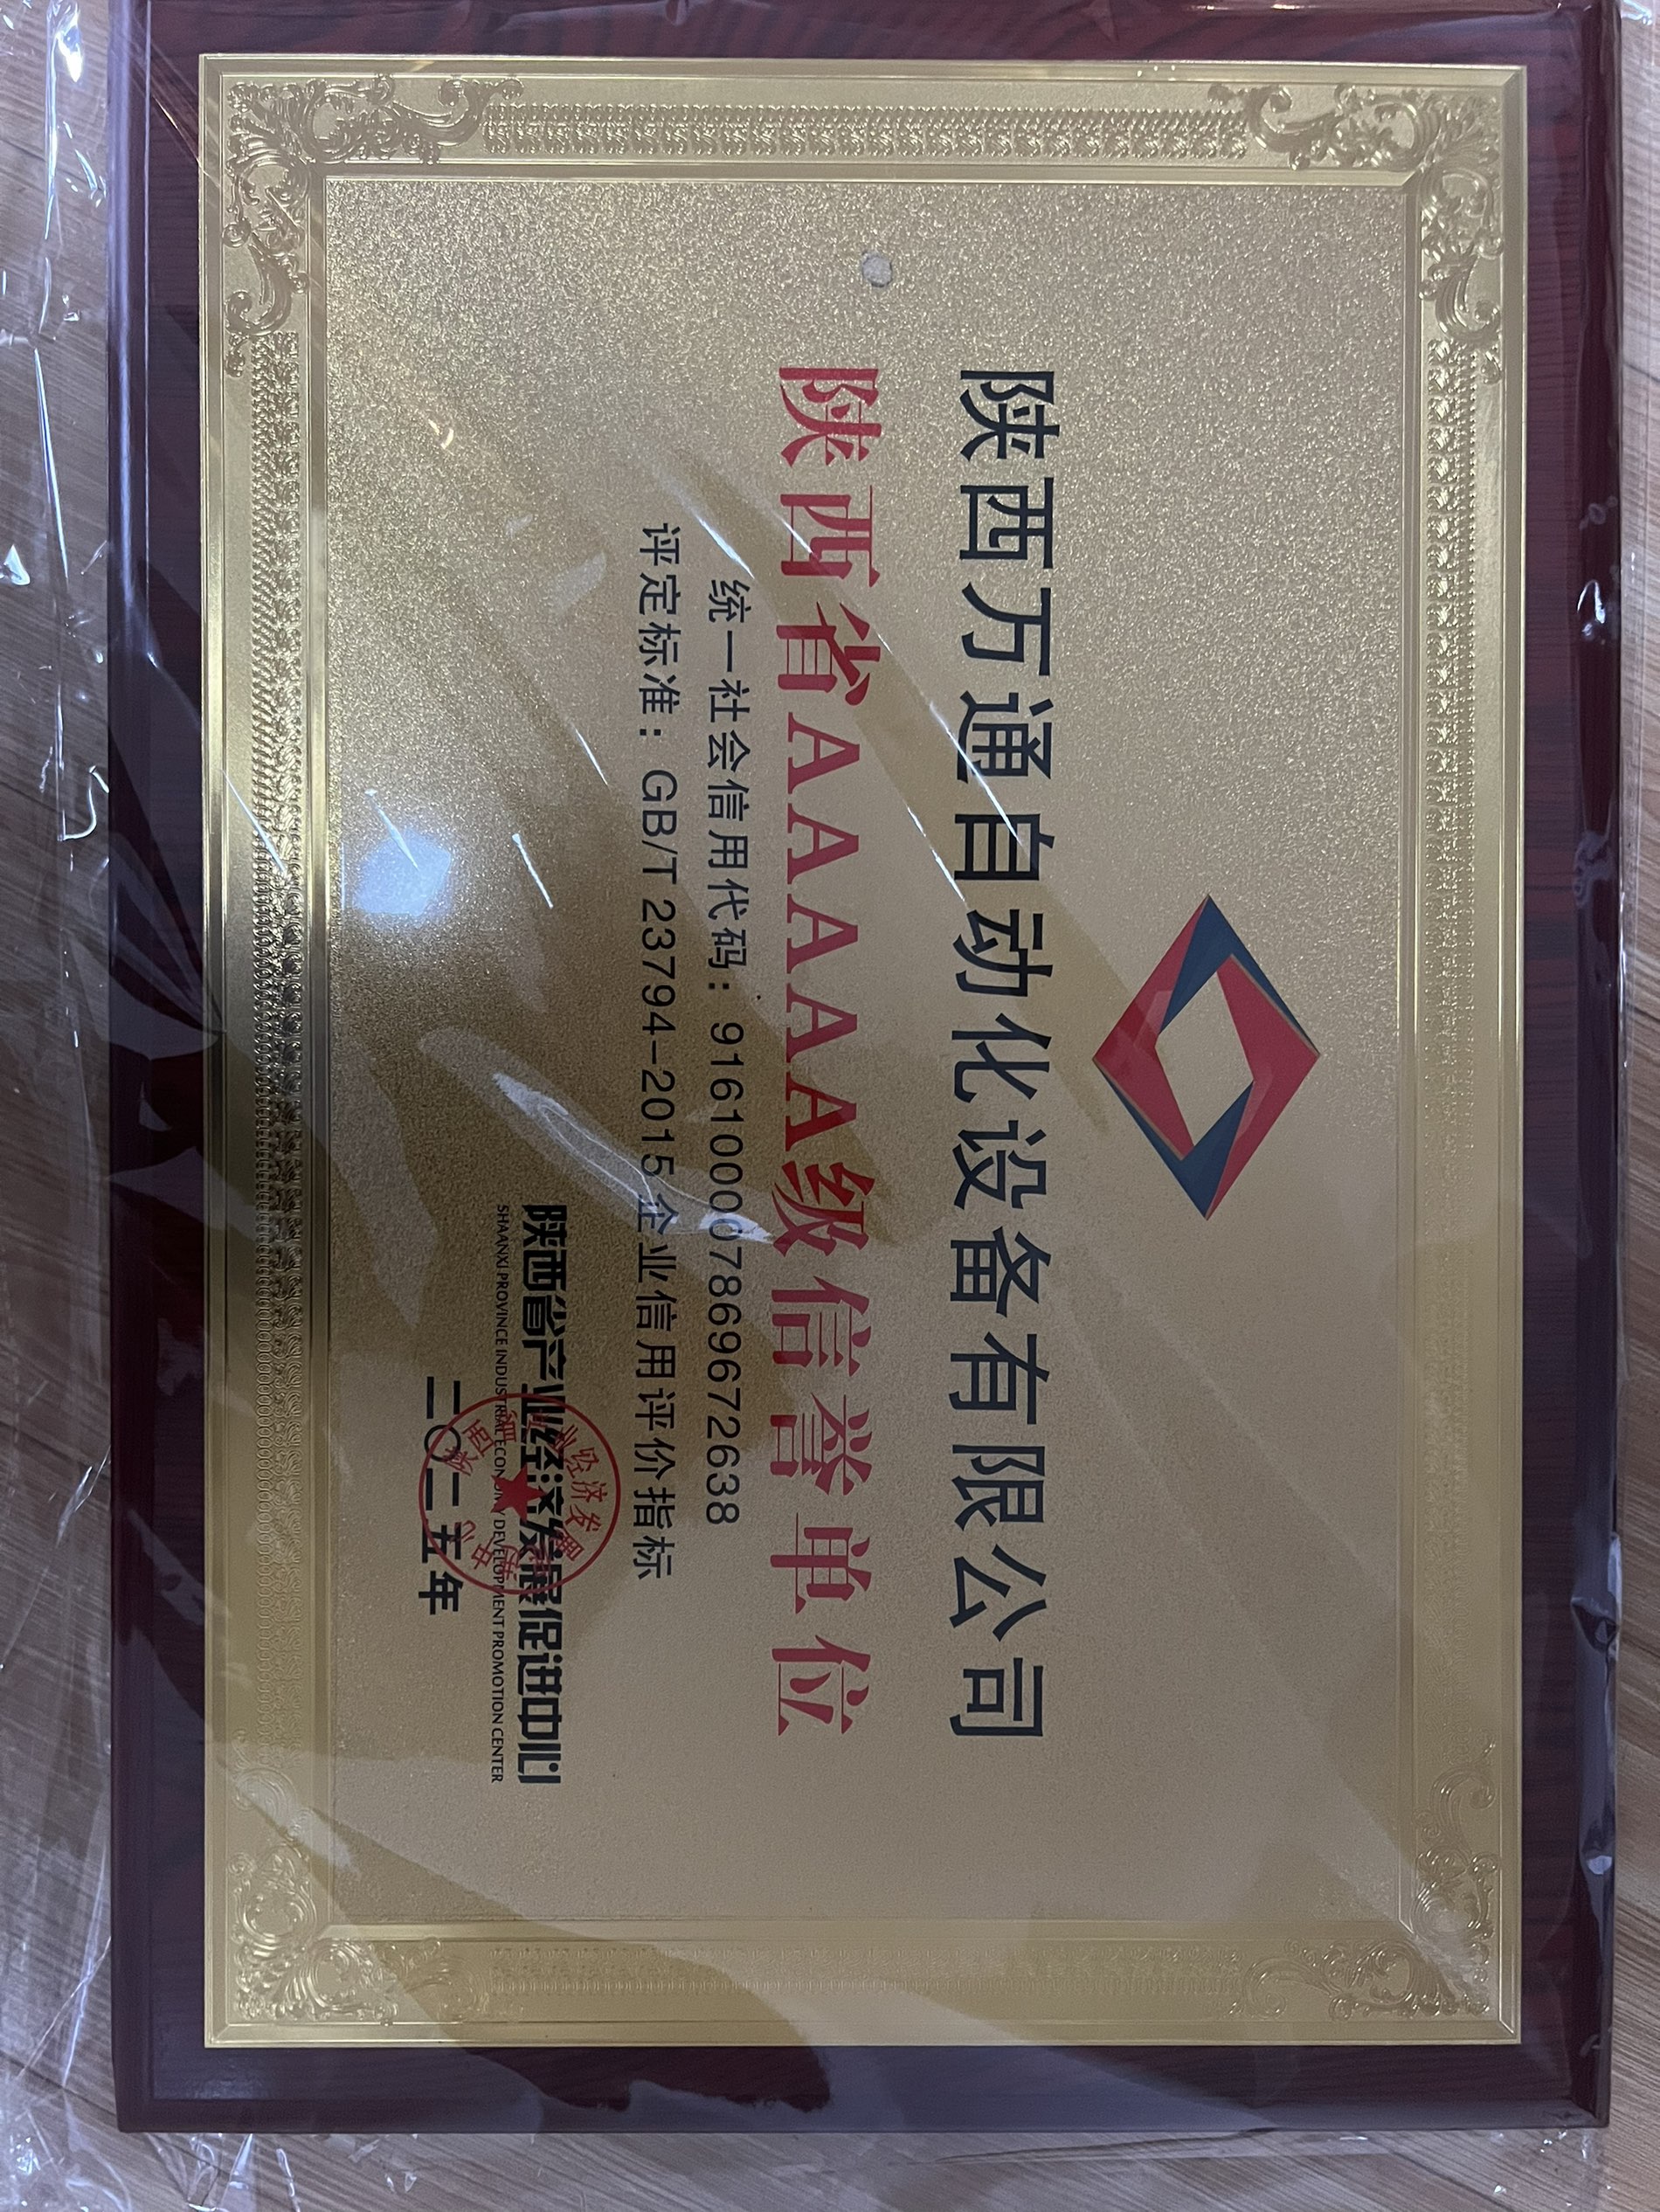 陕西万通自动化设备有限公司
陕西省AAAAA级信誉单位
统一社会信用代码：916100007869672638
评定标准：GB/T 23794-2015 企业信用评价指标
陕西省产业经济发展促进中心
SHAANXI PROVINCE INDUSTRIAL ECONOMY DEVELOPMENT PROMOTION CENTER
二〇二五年